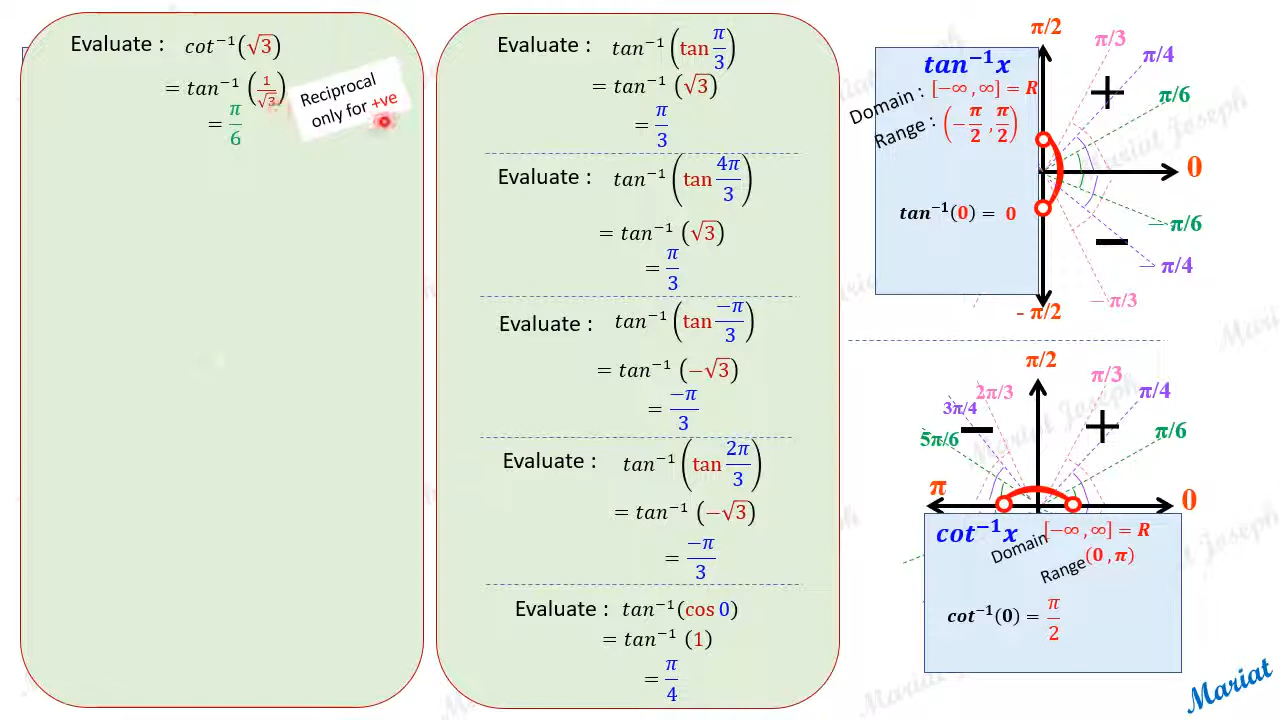 Evaluate : cot⁻¹(√3)
= tan⁻¹ (1/√3)
= π/6
Reciprocal
only for +ve
Evaluate : tan⁻¹ (tan π/3)
= tan⁻¹ (√3)
= π/3
Evaluate : tan⁻¹ (tan 4π/3)
= tan⁻¹ (√3)
= π/3
Evaluate : tan⁻¹ (tan −π/3)
= tan⁻¹ (−√3)
= −π/3
Evaluate : tan⁻¹ (tan 2π/3)
= tan⁻¹ (−√3)
= −π/3
Evaluate : tan⁻¹(cos 0)
= tan⁻¹ (1)
= π/4
tan⁻¹x
Domain : [−∞ , ∞] = R
Range : (−π/2 , π/2)
tan⁻¹(0) = 0
π/2
π/3
π/4
+
π/6
0
− π/6
−
− π/4
− π/3
- π/2
π/2
π/3
π/4
+
π/6
2π/3
3π/4
−
5π/6
π
0
cot⁻¹x
Domain [−∞ , ∞] = R
Range (0 , π)
cot⁻¹(0) = π/2
Mariat
Mariat Joseph